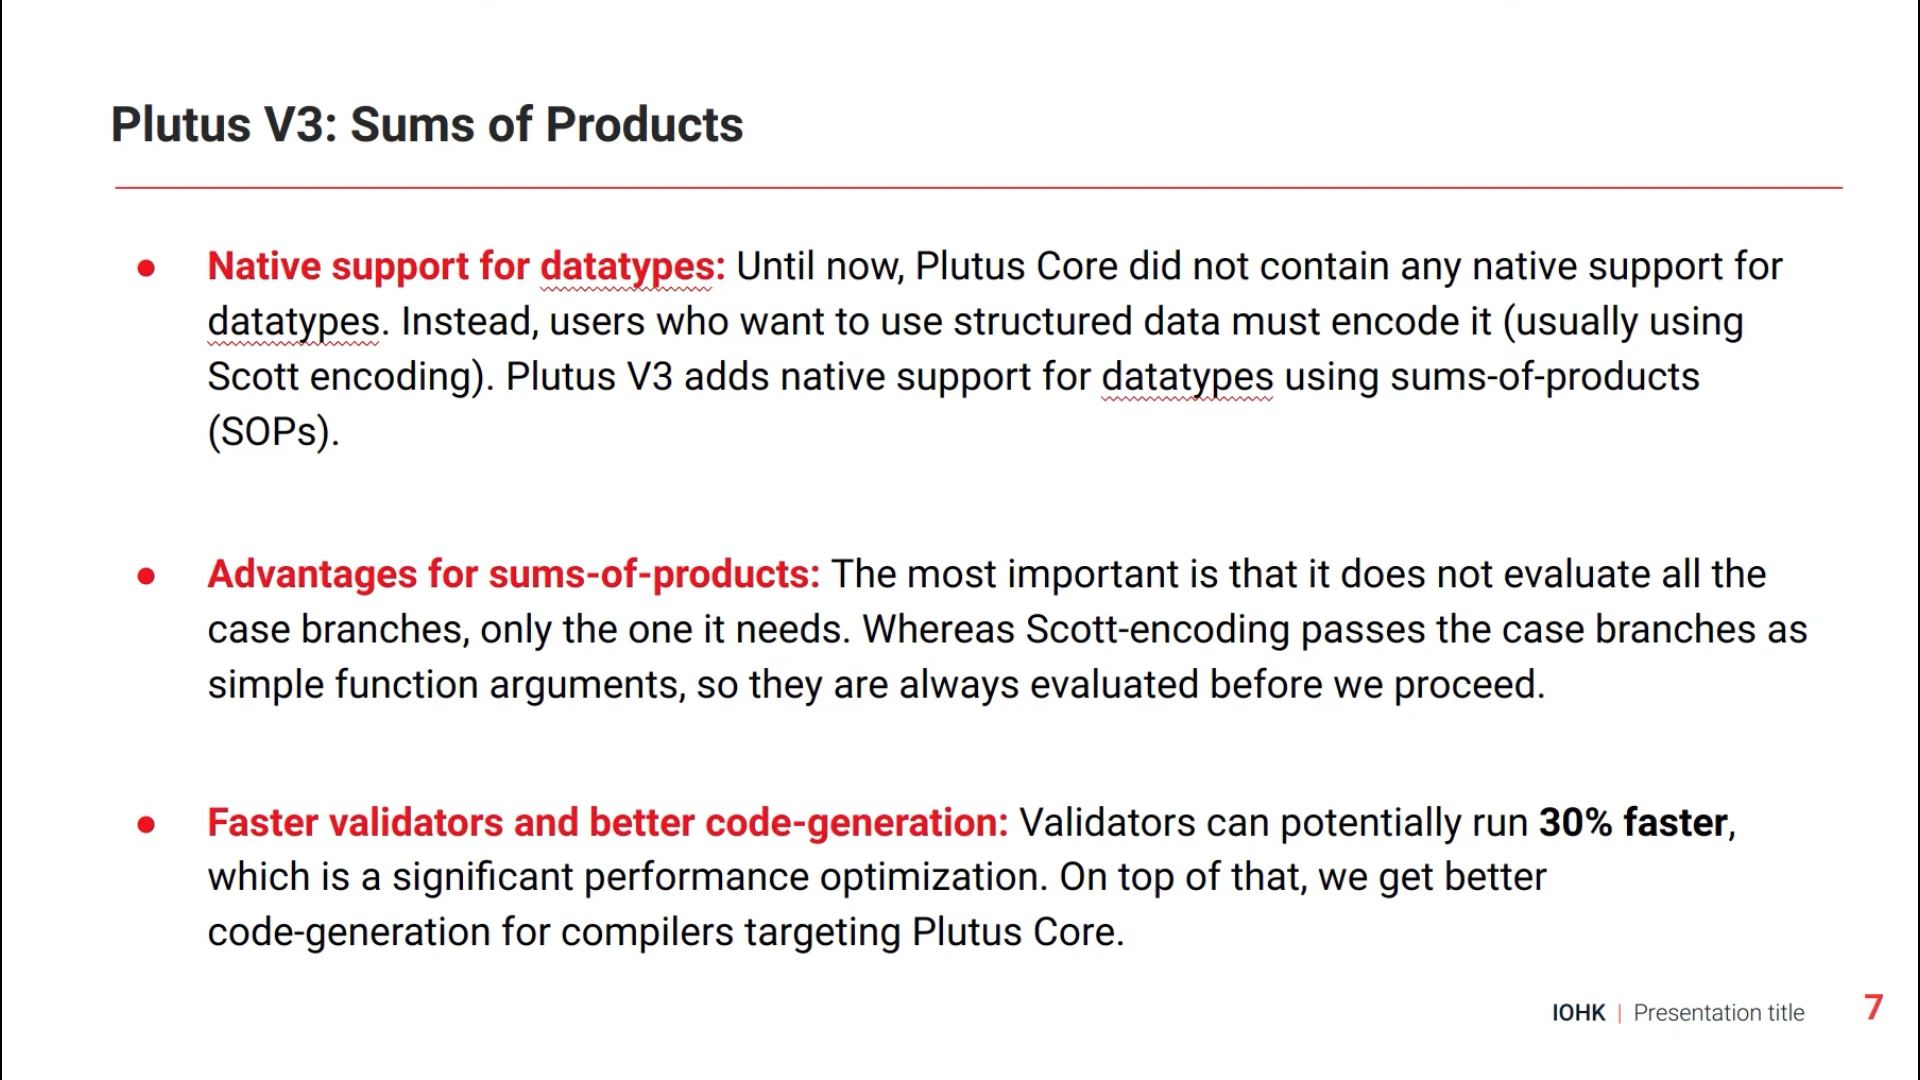 Plutus V3: Sums of Products
● Native support for datatypes: Until now, Plutus Core did not contain any native support for
datatypes. Instead, users who want to use structured data must encode it (usually using
Scott encoding). Plutus V3 adds native support for datatypes using sums-of-products
(SOPs).
● Advantages for sums-of-products: The most important is that it does not evaluate all the
case branches, only the one it needs. Whereas Scott-encoding passes the case branches as
simple function arguments, so they are always evaluated before we proceed.
● Faster validators and better code-generation: Validators can potentially run 30% faster,
which is a significant performance optimization. On top of that, we get better
code-generation for compilers targeting Plutus Core.
IOHK | Presentation title 7